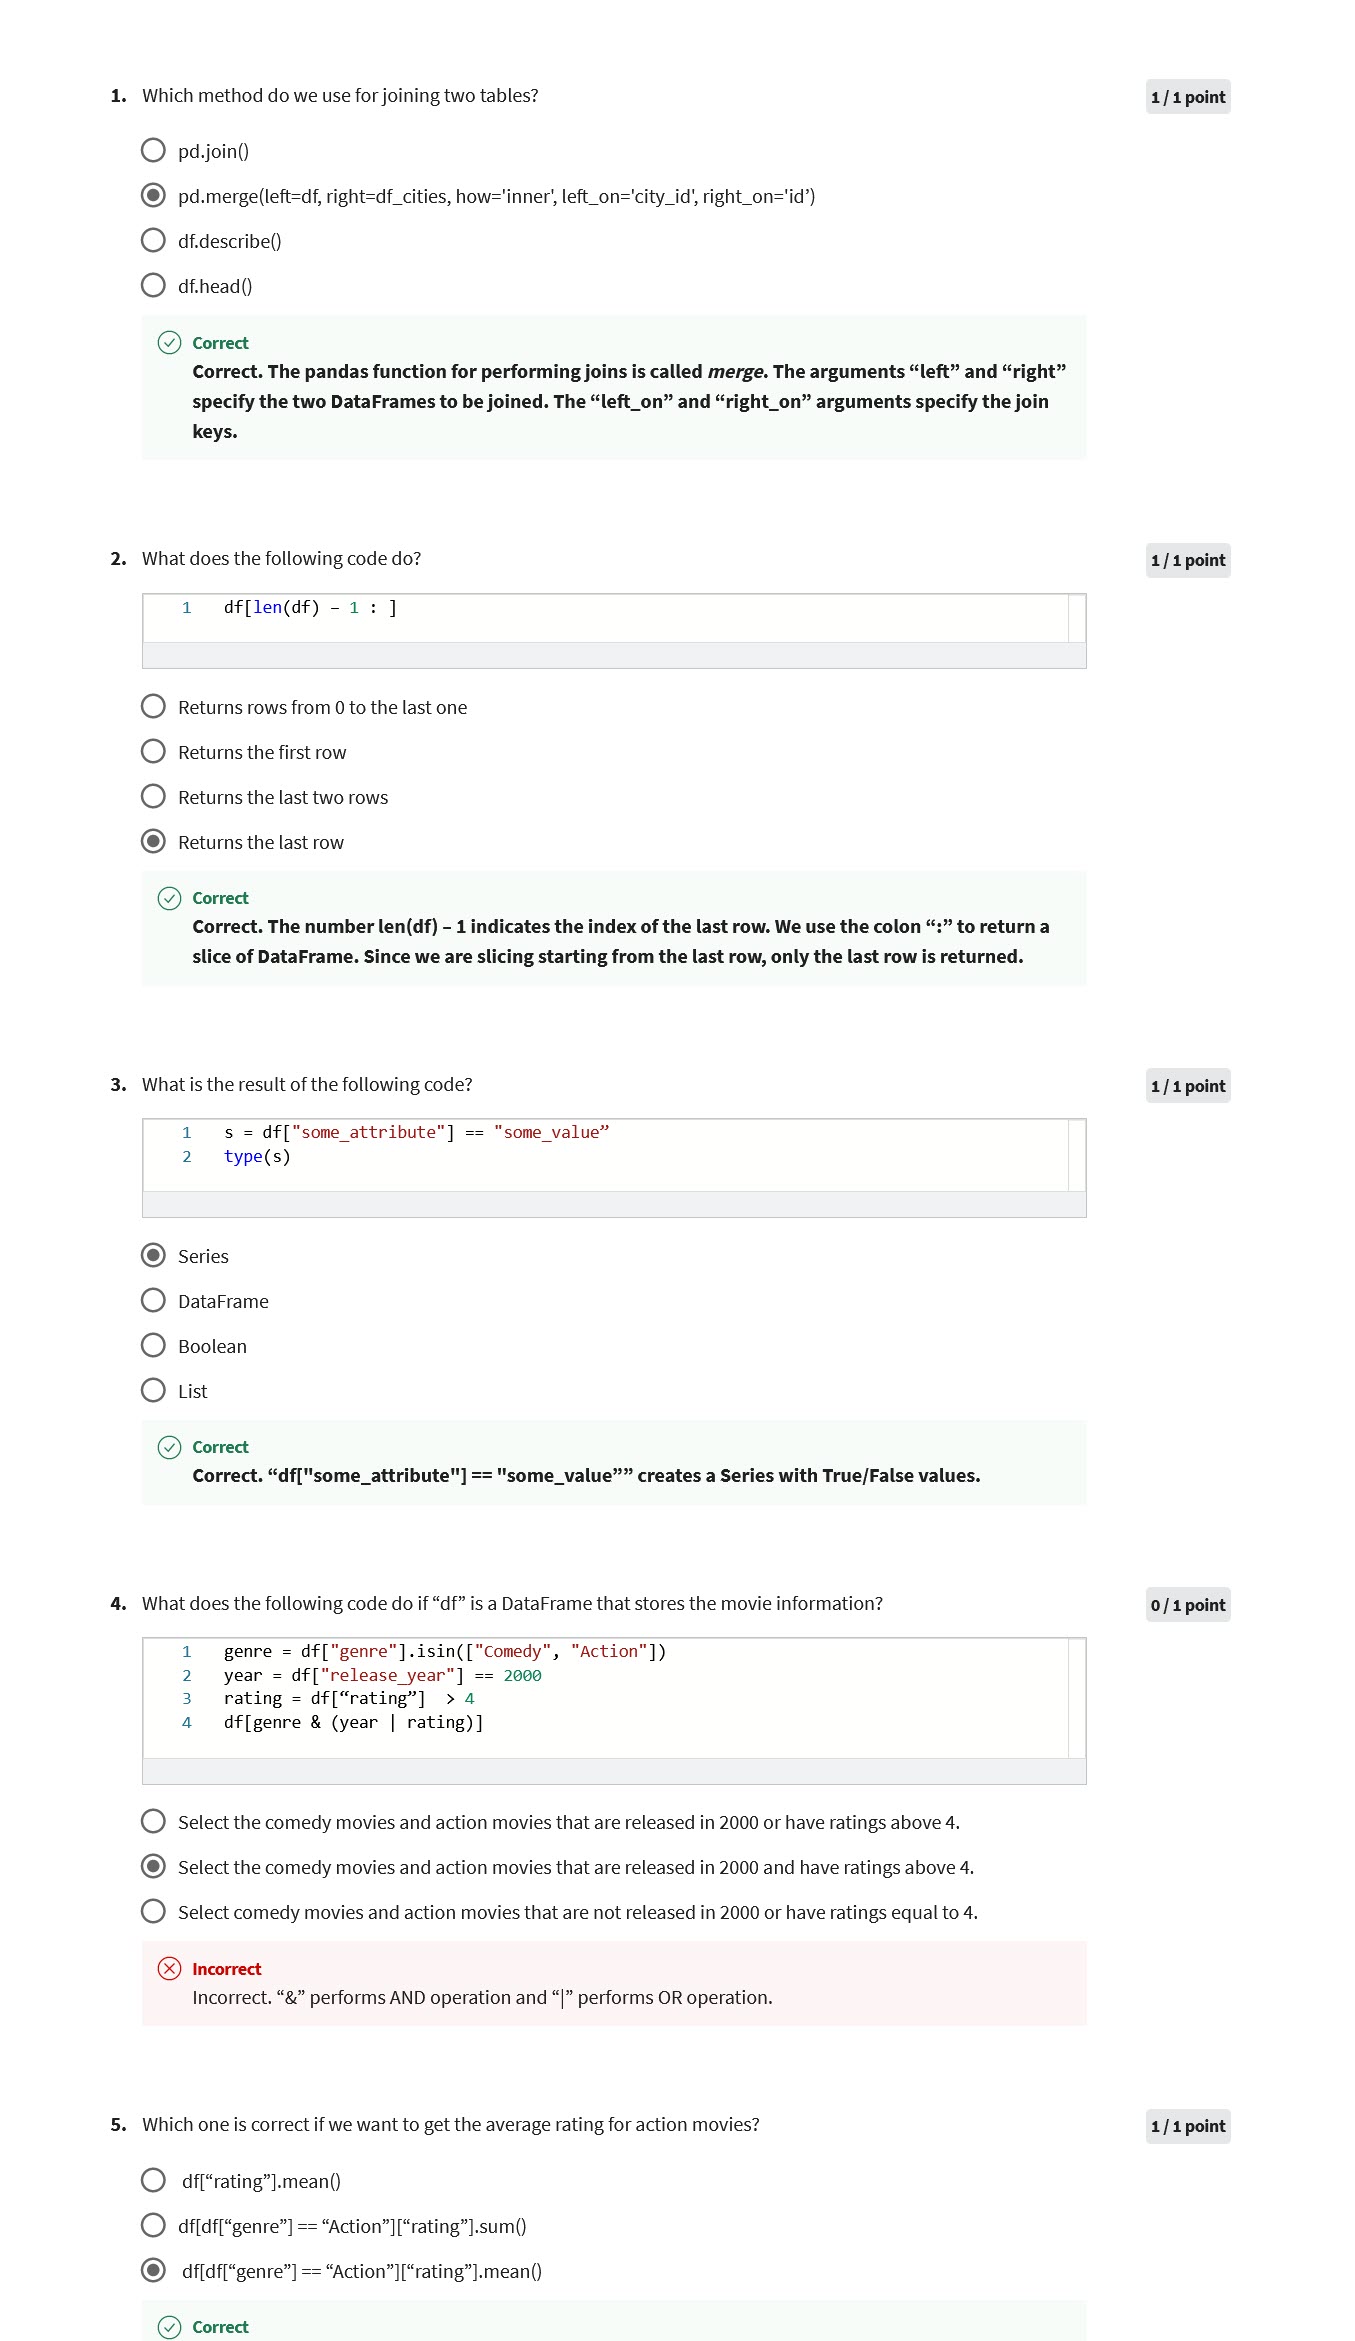 1. Which method do we use for joining two tables?
1 / 1 point
pd.join()
pd.merge(left=df, right=df_cities, how='inner', left_on='city_id', right_on='id’)
df.describe()
df.head()
Correct
Correct. The pandas function for performing joins is called merge. The arguments “left” and “right”
specify the two DataFrames to be joined. The “left_on” and “right_on” arguments specify the join
keys.
2. What does the following code do?
1 / 1 point
1 df[len(df) – 1 : ]
Returns rows from 0 to the last one
Returns the first row
Returns the last two rows
Returns the last row
Correct
Correct. The number len(df) – 1 indicates the index of the last row. We use the colon “:” to return a
slice of DataFrame. Since we are slicing starting from the last row, only the last row is returned.
3. What is the result of the following code?
1 / 1 point
1 s = df["some_attribute"] == "some_value”
2 type(s)
Series
DataFrame
Boolean
List
Correct
Correct. “df["some_attribute"] == "some_value”” creates a Series with True/False values.
4. What does the following code do if “df” is a DataFrame that stores the movie information?
0 / 1 point
1 genre = df["genre"].isin(["Comedy", "Action"])
2 year = df["release_year"] == 2000
3 rating = df[“rating”]  > 4
4 df[genre & (year | rating)]
Select the comedy movies and action movies that are released in 2000 or have ratings above 4.
Select the comedy movies and action movies that are released in 2000 and have ratings above 4.
Select comedy movies and action movies that are not released in 2000 or have ratings equal to 4.
Incorrect
Incorrect. “&” performs AND operation and “|” performs OR operation.
5. Which one is correct if we want to get the average rating for action movies?
1 / 1 point
df[“rating”].mean()
df[df[“genre”] == “Action”][“rating”].sum()
df[df[“genre”] == “Action”][“rating”].mean()
Correct